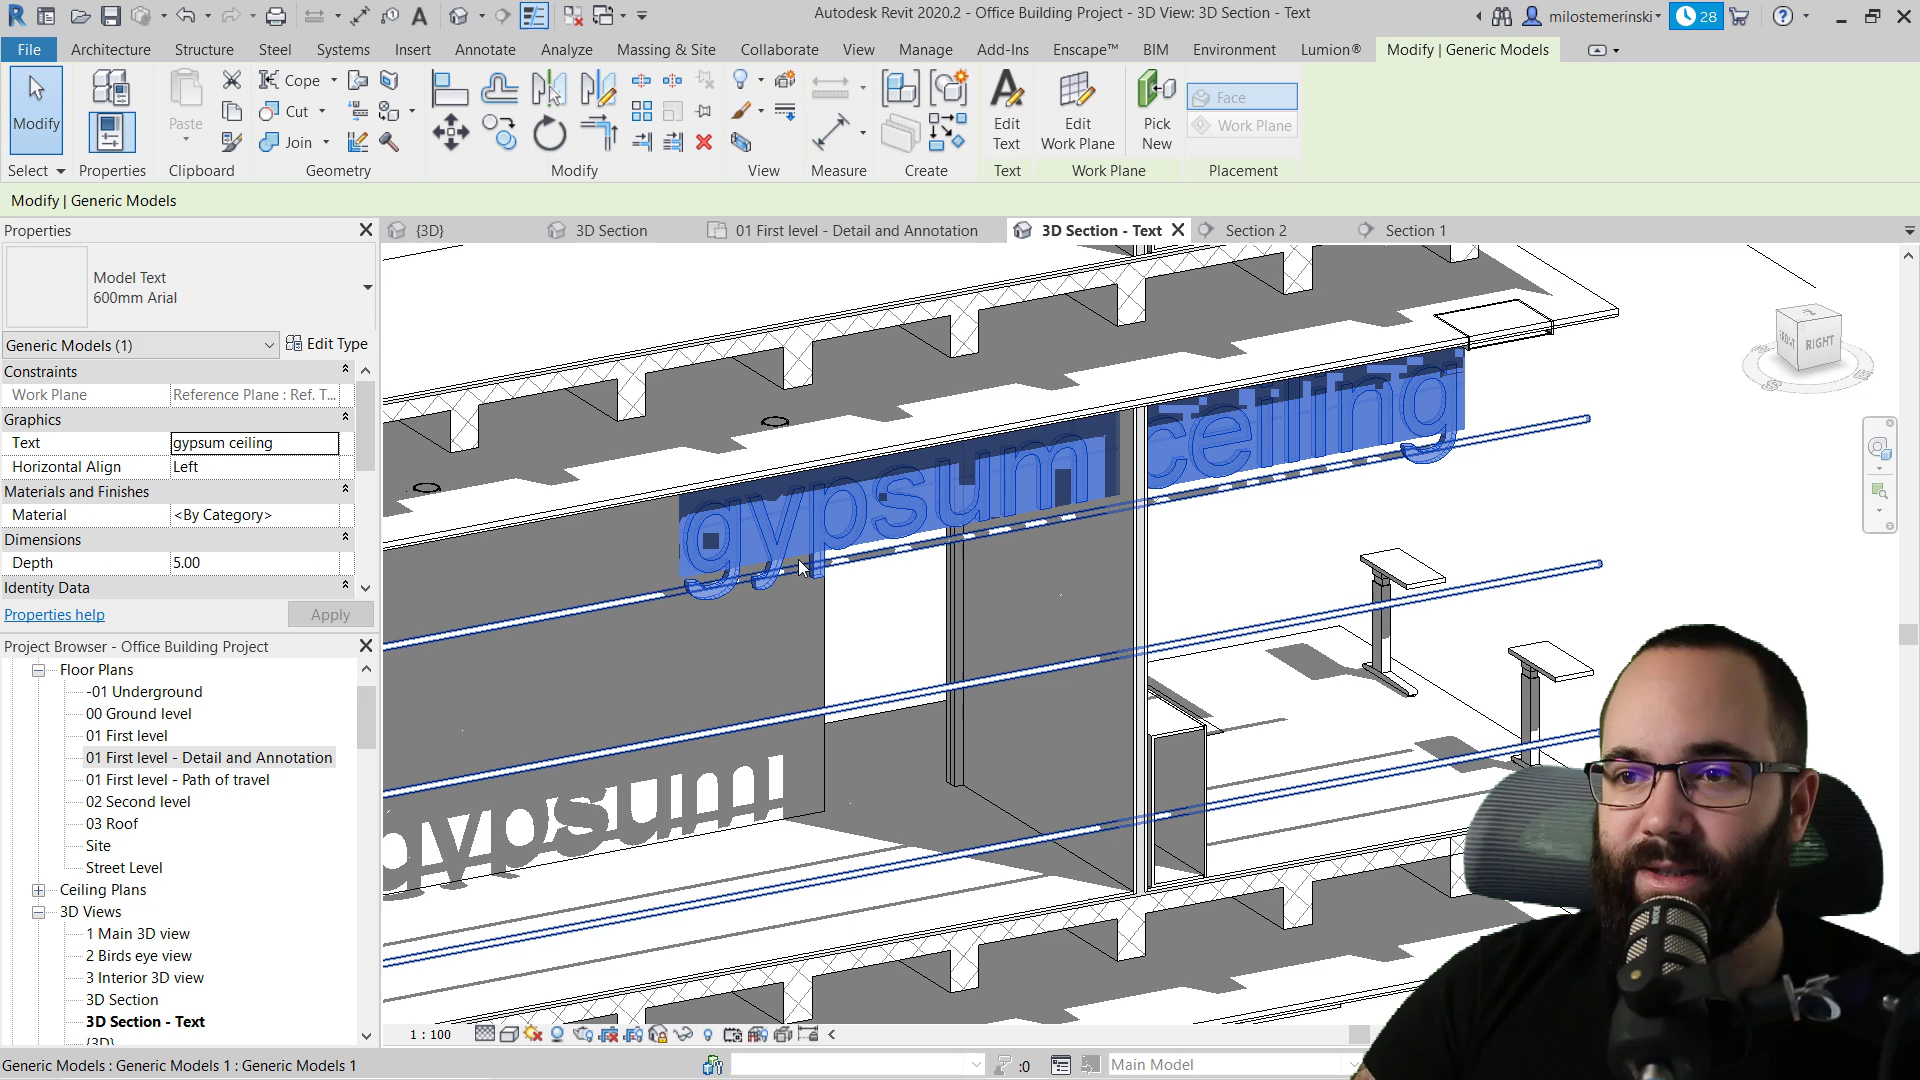 Autodesk Revit 2020.2 - Office Building Project - 3D View: 3D Section - Text
milostemerinski
28
File Architecture Structure Steel Systems Insert Annotate Analyze Massing & Site Collaborate View Manage Add-Ins Enscape™ BIM Environment Lumion® Modify | Generic Models
Modify
Paste
Cope
Cut
Join
Edit Text
Edit Work Plane
Pick New
Face
Work Plane
Select Properties Clipboard Geometry Modify View Measure Create Text Work Plane Placement
Modify | Generic Models
Properties
{3D} 3D Section 01 First level - Detail and Annotation 3D Section - Text Section 2 Section 1
Model Text
600mm Arial
Generic Models (1) Edit Type
Constraints
Work Plane Reference Plane : Ref. T...
Graphics
Text gypsum ceiling
Horizontal Align Left
Materials and Finishes
Material <By Category>
Dimensions
Depth 5.00
Identity Data
Properties help Apply
Project Browser - Office Building Project
Floor Plans
-01 Underground
00 Ground level
01 First level
01 First level - Detail and Annotation
01 First level - Path of travel
02 Second level
03 Roof
Site
Street Level
Ceiling Plans
3D Views
1 Main 3D view
2 Birds eye view
3 Interior 3D view
3D Section
3D Section - Text
{3D}
gypsum ceiling
gypsum
RIGHT
1 : 100
Generic Models : Generic Models 1 : Generic Models 1
:0
Main Model